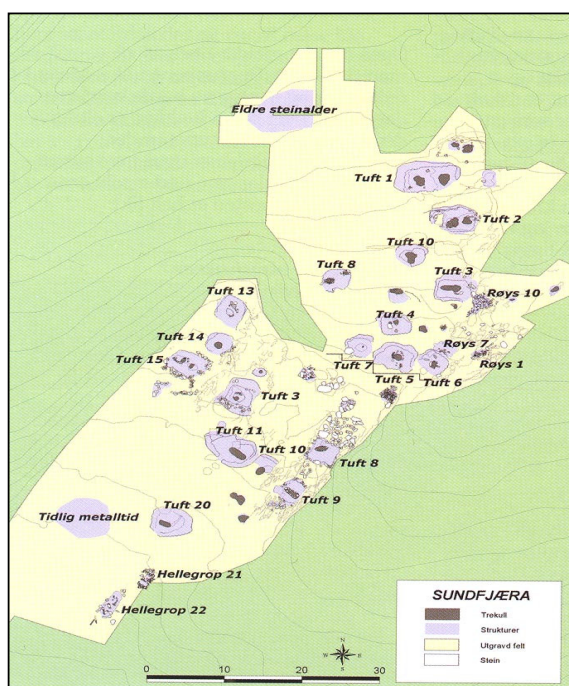 Eldre steinalder
Tuft 1
Tuft 2
Tuft 10
Tuft 8
Tuft 3
Røys 10
Tuft 13
Tuft 4
Tuft 14
Røys 7
Tuft 15
Tuft 7
Røys 1
Tuft 5
Tuft 6
Tuft 3
Tuft 11
Tuft 10
Tuft 8
Tuft 9
Tuft 20
Tidlig metalltid
Hellegrop 21
Hellegrop 22
SUNDFJÆRA
Trekull
Strukturer
Utgravd felt
Stein
N
W E
S
0 10 20 30